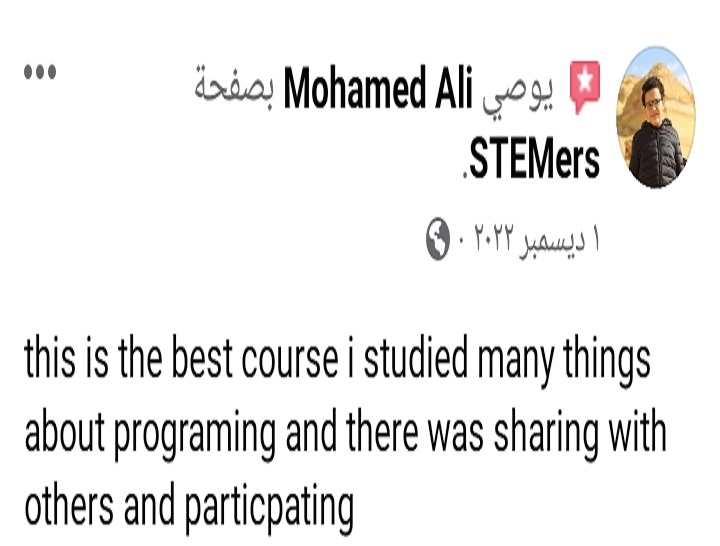 يوصي Mohamed Ali بصفحة
STEMers.
١ ديسمبر ٢٠٢٢ ·
this is the best course i studied many things
about programing and there was sharing with
others and particpating